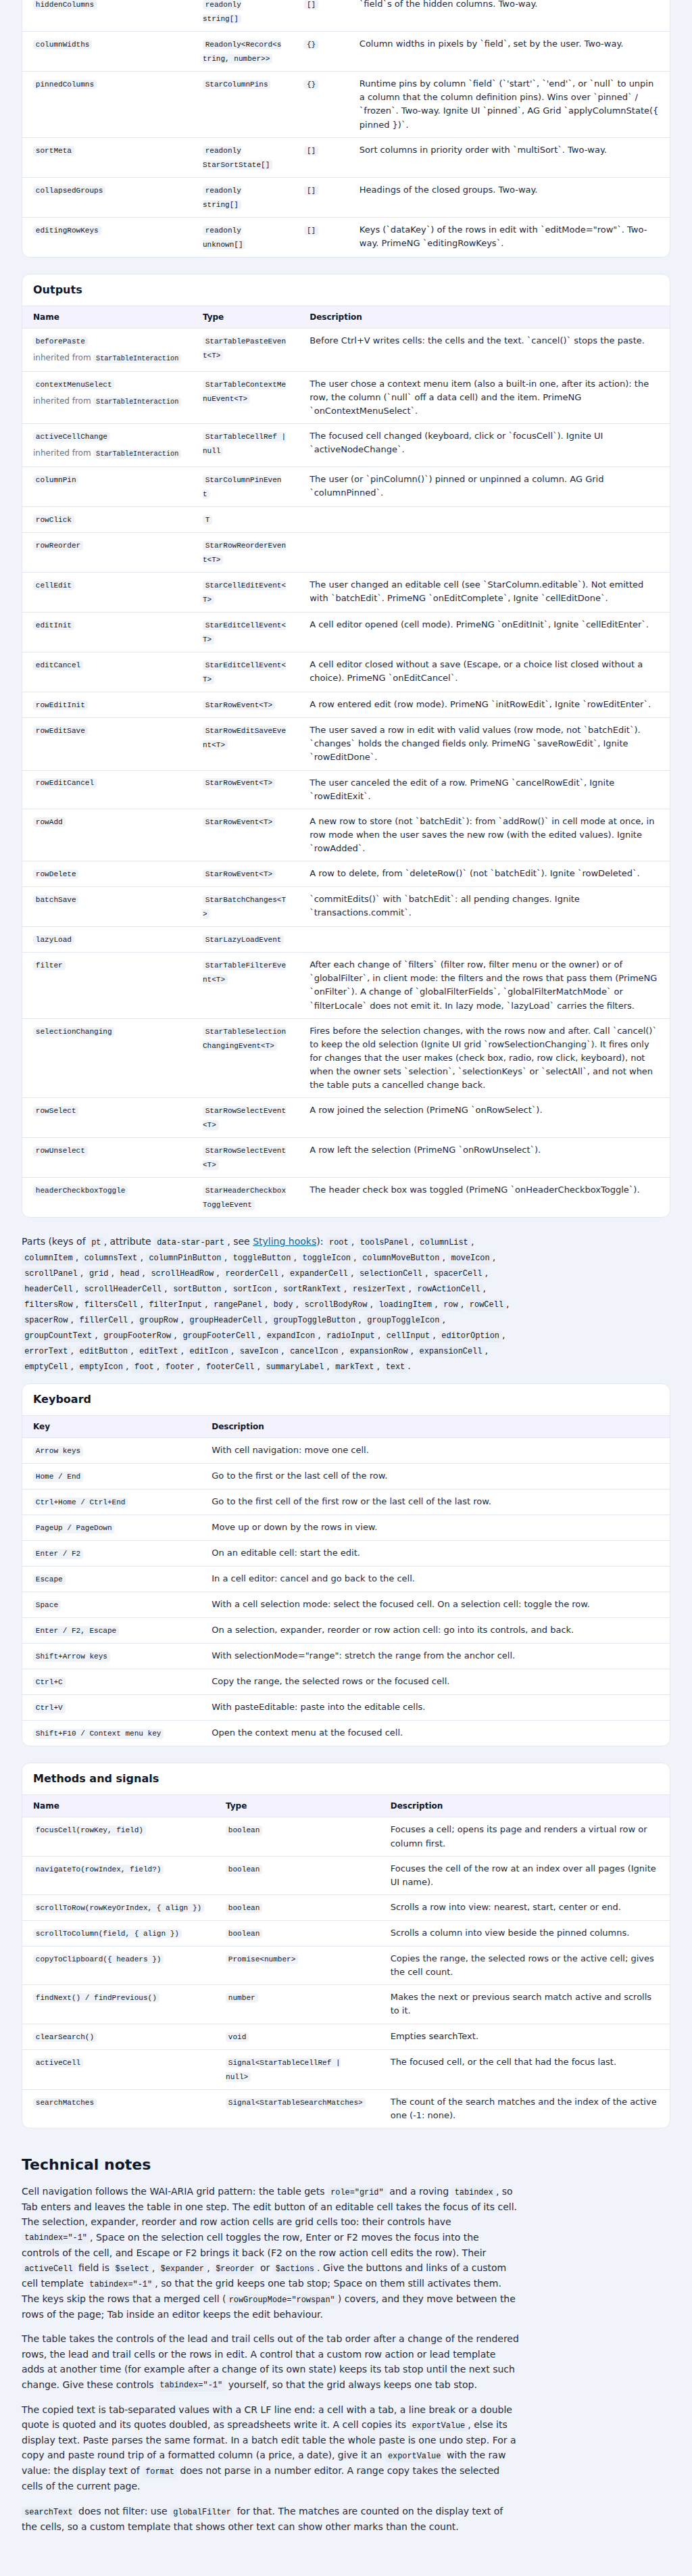 hiddenColumns readonly [] `field`s of the hidden columns. Two-way.
string[]
columnWidths Readonly<Record<s {} Column widths in pixels by `field`, set by the user. Two-way.
tring, number>>
pinnedColumns StarColumnPins {} Runtime pins by column `field` (`'start'`, `'end'`, or `null` to unpin
a column that the column definition pins). Wins over `pinned` /
`frozen`. Two-way. Ignite UI `pinned`, AG Grid `applyColumnState({
pinned })`.
sortMeta readonly [] Sort columns in priority order with `multiSort`. Two-way.
StarSortState[]
collapsedGroups readonly [] Headings of the closed groups. Two-way.
string[]
editingRowKeys readonly [] Keys (`dataKey`) of the rows in edit with `editMode="row"`. Two-
unknown[] way. PrimeNG `editingRowKeys`.
Outputs
Name Type Description
beforePaste StarTablePasteEven Before Ctrl+V writes cells: the cells and the text. `cancel()` stops the paste.
inherited from StarTableInteraction t<T>
contextMenuSelect StarTableContextMe The user chose a context menu item (also a built-in one, after its action): the
inherited from StarTableInteraction nuEvent<T> row, the column (`null` off a data cell) and the item. PrimeNG
`onContextMenuSelect`.
activeCellChange StarTableCellRef | The focused cell changed (keyboard, click or `focusCell`). Ignite UI
inherited from StarTableInteraction null `activeNodeChange`.
columnPin StarColumnPinEven The user (or `pinColumn()`) pinned or unpinned a column. AG Grid
t `columnPinned`.
rowClick T
rowReorder StarRowReorderEven
t<T>
cellEdit StarCellEditEvent< The user changed an editable cell (see `StarColumn.editable`). Not emitted
T> with `batchEdit`. PrimeNG `onEditComplete`, Ignite `cellEditDone`.
editInit StarEditCellEvent< A cell editor opened (cell mode). PrimeNG `onEditInit`, Ignite `cellEditEnter`.
T>
editCancel StarEditCellEvent< A cell editor closed without a save (Escape, or a choice list closed without a
T> choice). PrimeNG `onEditCancel`.
rowEditInit StarRowEvent<T> A row entered edit (row mode). PrimeNG `initRowEdit`, Ignite `rowEditEnter`.
rowEditSave StarRowEditSaveEve The user saved a row in edit with valid values (row mode, not `batchEdit`).
nt<T> `changes` holds the changed fields only. PrimeNG `saveRowEdit`, Ignite
`rowEditDone`.
rowEditCancel StarRowEvent<T> The user canceled the edit of a row. PrimeNG `cancelRowEdit`, Ignite
`rowEditExit`.
rowAdd StarRowEvent<T> A new row to store (not `batchEdit`): from `addRow()` in cell mode at once, in
row mode when the user saves the new row (with the edited values). Ignite
`rowAdded`.
rowDelete StarRowEvent<T> A row to delete, from `deleteRow()` (not `batchEdit`). Ignite `rowDeleted`.
batchSave StarBatchChanges<T `commitEdits()` with `batchEdit`: all pending changes. Ignite
> `transactions.commit`.
lazyLoad StarLazyLoadEvent
filter StarTableFilterEve After each change of `filters` (filter row, filter menu or the owner) or of
nt<T> `globalFilter`, in client mode: the filters and the rows that pass them (PrimeNG
`onFilter`). A change of `globalFilterFields`, `globalFilterMatchMode` or
`filterLocale` does not emit it. In lazy mode, `lazyLoad` carries the filters.
selectionChanging StarTableSelection Fires before the selection changes, with the rows now and after. Call `cancel()`
ChangingEvent<T> to keep the old selection (Ignite UI grid `rowSelectionChanging`). It fires only
for changes that the user makes (check box, radio, row click, keyboard), not
when the owner sets `selection`, `selectionKeys` or `selectAll`, and not when
the table puts a cancelled change back.
rowSelect StarRowSelectEvent A row joined the selection (PrimeNG `onRowSelect`).
<T>
rowUnselect StarRowSelectEvent A row left the selection (PrimeNG `onRowUnselect`).
<T>
headerCheckboxToggle StarHeaderCheckbox The header check box was toggled (PrimeNG `onHeaderCheckboxToggle`).
ToggleEvent
Parts (keys of pt, attribute data-star-part, see Styling hooks): root, toolsPanel, columnList,
columnItem, columnsText, columnPinButton, toggleButton, toggleIcon, columnMoveButton, moveIcon,
scrollPanel, grid, head, scrollHeadRow, reorderCell, expanderCell, selectionCell, spacerCell,
headerCell, scrollHeaderCell, sortButton, sortIcon, sortRankText, resizerText, rowActionCell,
filtersRow, filtersCell, filterInput, rangePanel, body, scrollBodyRow, loadingItem, row, rowCell,
spacerRow, fillerCell, groupRow, groupHeaderCell, groupToggleButton, groupToggleIcon,
groupCountText, groupFooterRow, groupFooterCell, expandIcon, radioInput, cellInput, editorOption,
errorText, editButton, editText, editIcon, saveIcon, cancelIcon, expansionRow, expansionCell,
emptyCell, emptyIcon, foot, footer, footerCell, summaryLabel, markText, text.
Keyboard
Key Description
Arrow keys With cell navigation: move one cell.
Home / End Go to the first or the last cell of the row.
Ctrl+Home / Ctrl+End Go to the first cell of the first row or the last cell of the last row.
PageUp / PageDown Move up or down by the rows in view.
Enter / F2 On an editable cell: start the edit.
Escape In a cell editor: cancel and go back to the cell.
Space With a cell selection mode: select the focused cell. On a selection cell: toggle the row.
Enter / F2, Escape On a selection, expander, reorder or row action cell: go into its controls, and back.
Shift+Arrow keys With selectionMode="range": stretch the range from the anchor cell.
Ctrl+C Copy the range, the selected rows or the focused cell.
Ctrl+V With pasteEditable: paste into the editable cells.
Shift+F10 / Context menu key Open the context menu at the focused cell.
Methods and signals
Name Type Description
focusCell(rowKey, field) boolean Focuses a cell; opens its page and renders a virtual row or
column first.
navigateTo(rowIndex, field?) boolean Focuses the cell of the row at an index over all pages (Ignite
UI name).
scrollToRow(rowKeyOrIndex, { align }) boolean Scrolls a row into view: nearest, start, center or end.
scrollToColumn(field, { align }) boolean Scrolls a column into view beside the pinned columns.
copyToClipboard({ headers }) Promise<number> Copies the range, the selected rows or the active cell; gives
the cell count.
findNext() / findPrevious() number Makes the next or previous search match active and scrolls
to it.
clearSearch() void Empties searchText.
activeCell Signal<StarTableCellRef | The focused cell, or the cell that had the focus last.
null>
searchMatches Signal<StarTableSearchMatches> The count of the search matches and the index of the active
one (-1: none).
Technical notes
Cell navigation follows the WAI-ARIA grid pattern: the table gets role="grid" and a roving tabindex, so
Tab enters and leaves the table in one step. The edit button of an editable cell takes the focus of its cell.
The selection, expander, reorder and row action cells are grid cells too: their controls have
tabindex="-1", Space on the selection cell toggles the row, Enter or F2 moves the focus into the
controls of the cell, and Escape or F2 brings it back (F2 on the row action cell edits the row). Their
activeCell field is $select, $expander, $reorder or $actions. Give the buttons and links of a custom
cell template tabindex="-1", so that the grid keeps one tab stop; Space on them still activates them.
The keys skip the rows that a merged cell (rowGroupMode="rowspan") covers, and they move between the
rows of the page; Tab inside an editor keeps the edit behaviour.
The table takes the controls of the lead and trail cells out of the tab order after a change of the rendered
rows, the lead and trail cells or the rows in edit. A control that a custom row action or lead template
adds at another time (for example after a change of its own state) keeps its tab stop until the next such
change. Give these controls tabindex="-1" yourself, so that the grid always keeps one tab stop.
The copied text is tab-separated values with a CR LF line end: a cell with a tab, a line break or a double
quote is quoted and its quotes doubled, as spreadsheets write it. A cell copies its exportValue, else its
display text. Paste parses the same format. In a batch edit table the whole paste is one undo step. For a
copy and paste round trip of a formatted column (a price, a date), give it an exportValue with the raw
value: the display text of format does not parse in a number editor. A range copy takes the selected
cells of the current page.
searchText does not filter: use globalFilter for that. The matches are counted on the display text of
the cells, so a custom template that shows other text can show other marks than the count.